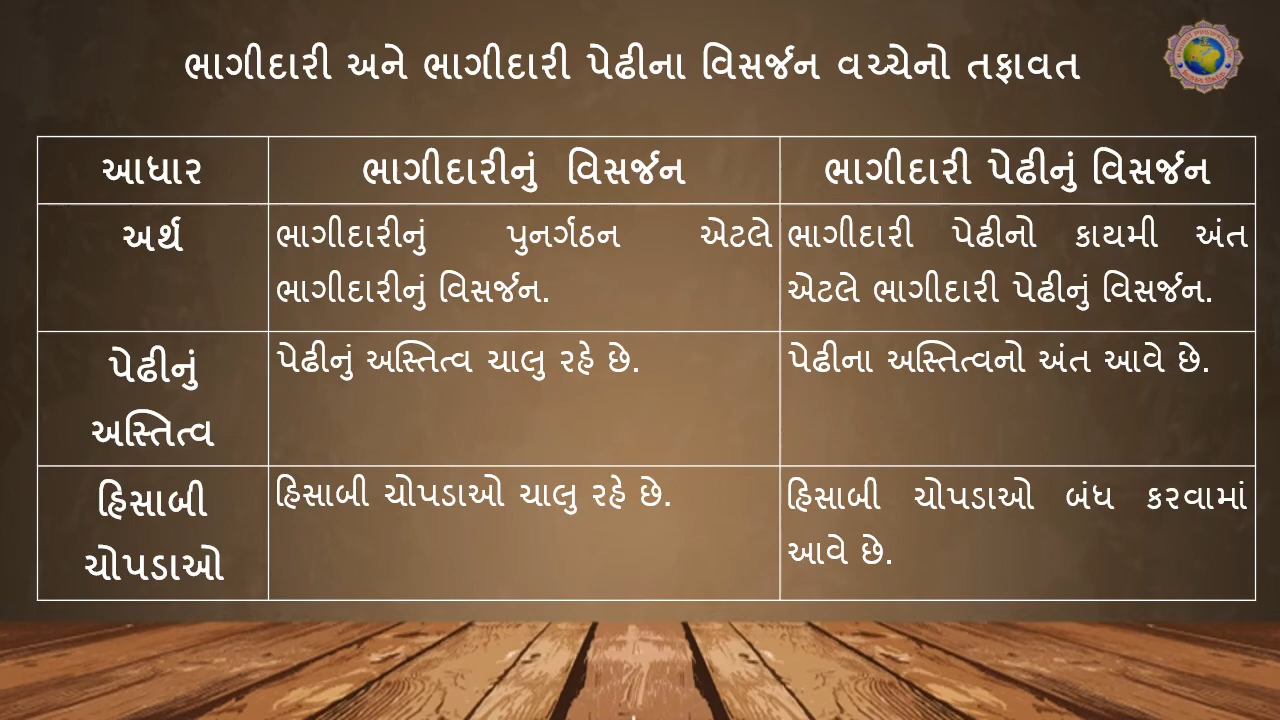 ભાગીદારી અને ભાગીદારી પેઢીના વિસર્જન વચ્ચેનો તફાવત
આધાર
ભાગીદારીનું વિસર્જન
ભાગીદારી પેઢીનું વિસર્જન
અર્થ
ભાગીદારીનું પુનર્ગઠન એટલે
ભાગીદારીનું વિસર્જન.
ભાગીદારી પેઢીનો કાયમી અંત
એટલે ભાગીદારી પેઢીનું વિસર્જન.
પેઢીનું
અસ્તિત્વ
પેઢીનું અસ્તિત્વ ચાલુ રહે છે.
પેઢીના અસ્તિત્વનો અંત આવે છે.
હિસાબી
ચોપડાઓ
હિસાબી ચોપડાઓ ચાલુ રહે છે.
હિસાબી ચોપડાઓ બંધ કરવામાં
આવે છે.